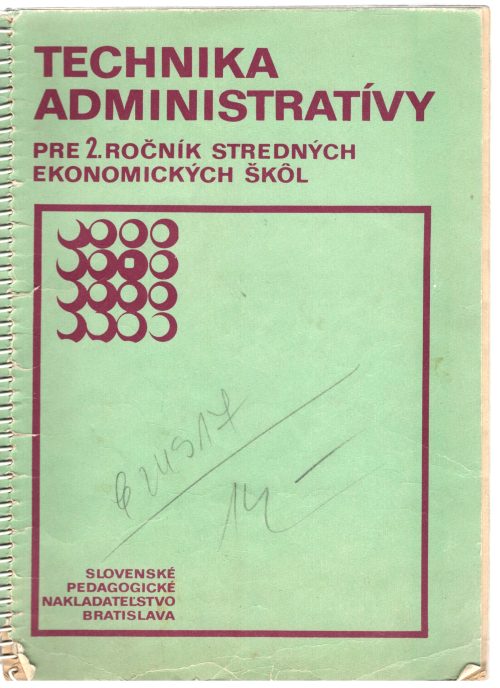 TECHNIKA
ADMINISTRATÍVY
PRE 2. ROČNÍK STREDNÝCH
EKONOMICKÝCH ŠKÔL
14 –
SLOVENSKÉ
PEDAGOGICKÉ
NAKLADATEĽSTVO
BRATISLAVA